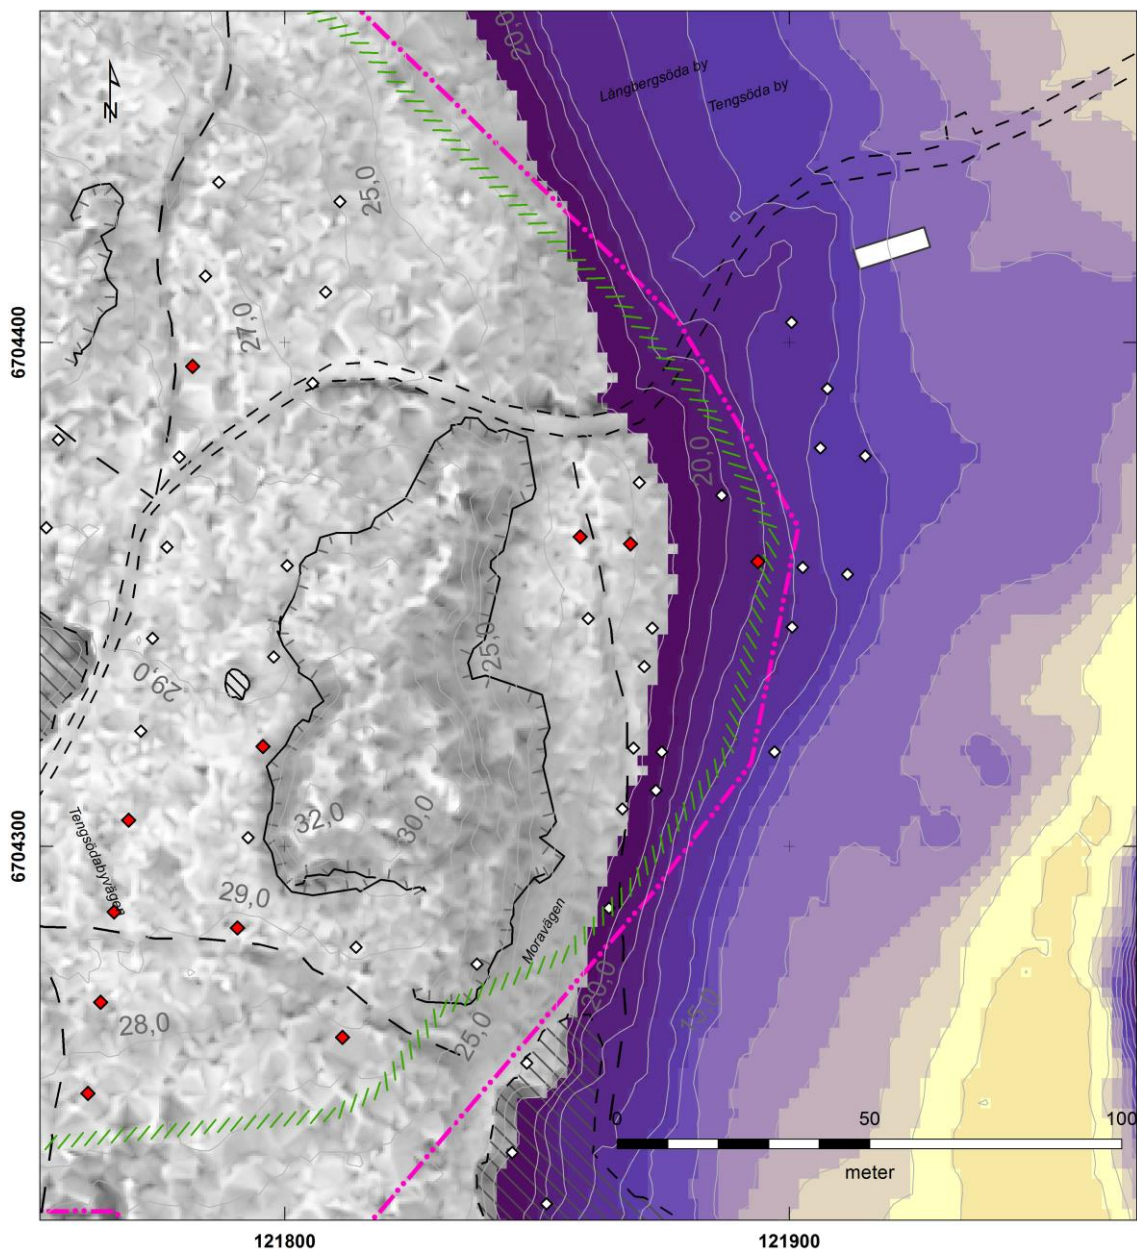 20,0
Långbergsöda by
Tengsöda by
N
25,0
27,0
6704400
20,0
25,0
29,0
32,0
30,0
6704300
Tengsödabyvägen
29,0
Moravägen
20,0
15,0
28,0
25,0
0 50 100
meter
121800 121900